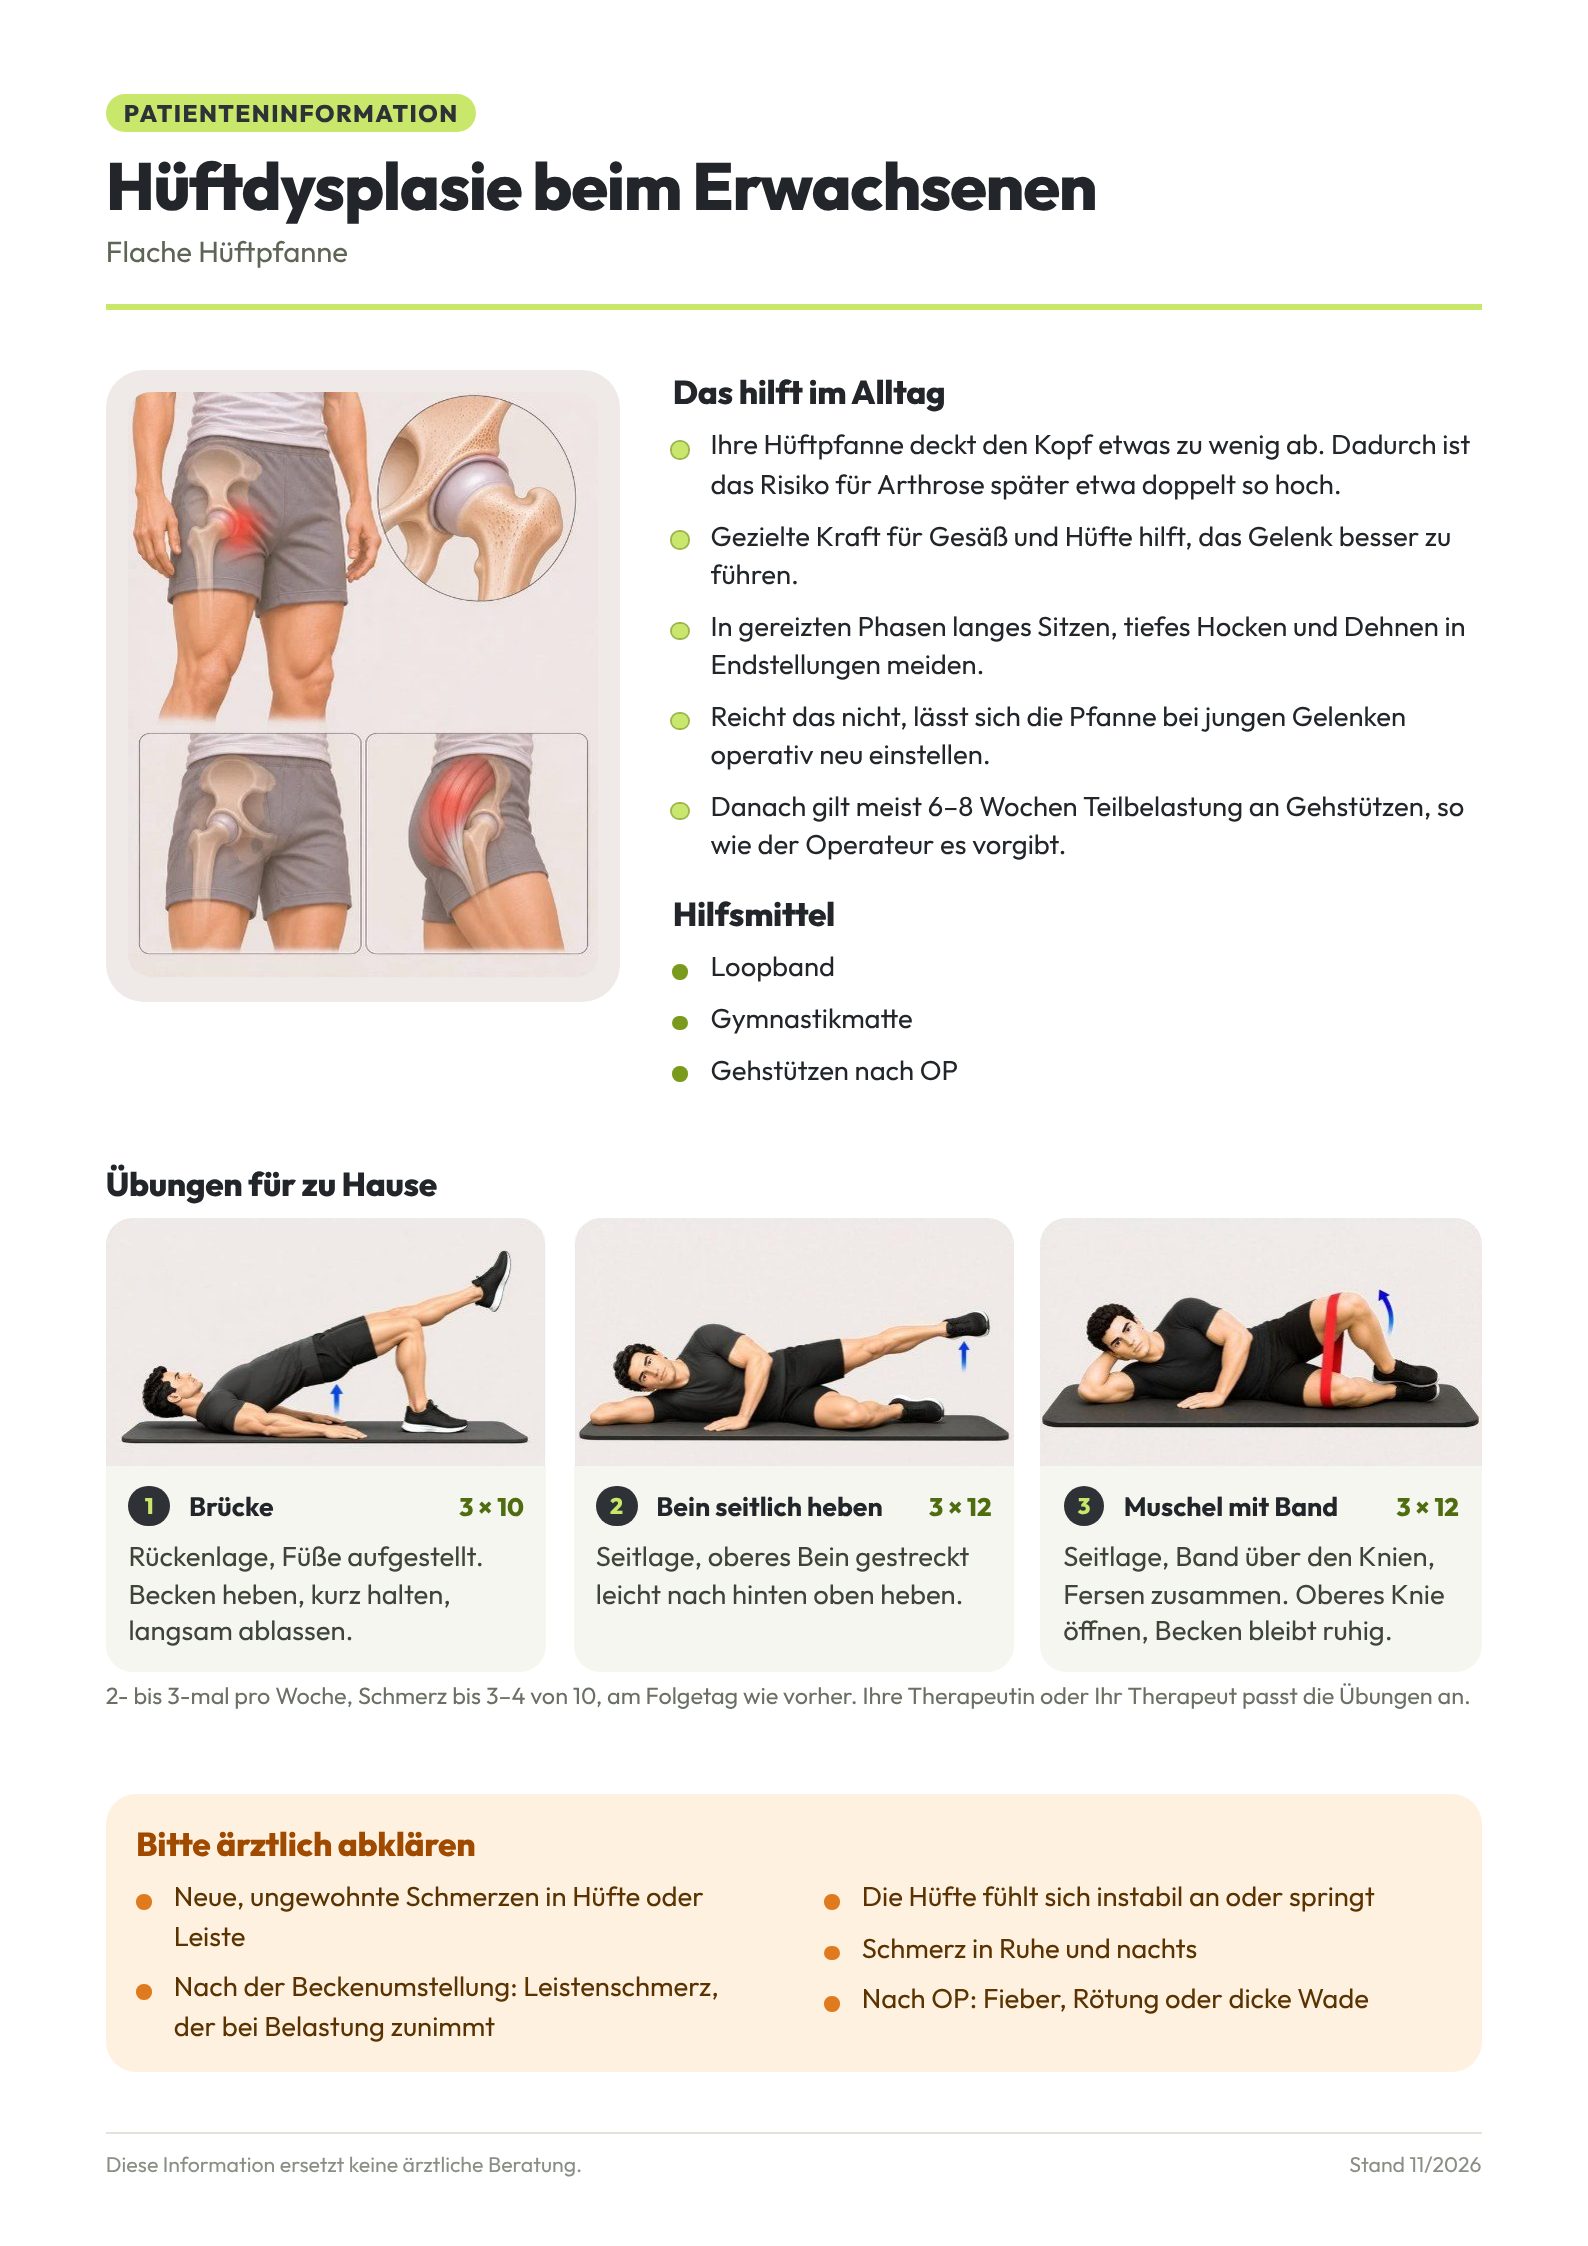 PATIENTENINFORMATION
Hüftdysplasie beim Erwachsenen
Flache Hüftpfanne
Das hilft im Alltag
Ihre Hüftpfanne deckt den Kopf etwas zu wenig ab. Dadurch ist
das Risiko für Arthrose später etwa doppelt so hoch.
Gezielte Kraft für Gesäß und Hüfte hilft, das Gelenk besser zu
führen.
In gereizten Phasen langes Sitzen, tiefes Hocken und Dehnen in
Endstellungen meiden.
Reicht das nicht, lässt sich die Pfanne bei jungen Gelenken
operativ neu einstellen.
Danach gilt meist 6–8 Wochen Teilbelastung an Gehstützen, so
wie der Operateur es vorgibt.
Hilfsmittel
Loopband
Gymnastikmatte
Gehstützen nach OP
Übungen für zu Hause
1 Brücke 3 × 10
Rückenlage, Füße aufgestellt.
Becken heben, kurz halten,
langsam ablassen.
2 Bein seitlich heben 3 × 12
Seitlage, oberes Bein gestreckt
leicht nach hinten oben heben.
3 Muschel mit Band 3 × 12
Seitlage, Band über den Knien,
Fersen zusammen. Oberes Knie
öffnen, Becken bleibt ruhig.
2- bis 3-mal pro Woche, Schmerz bis 3–4 von 10, am Folgetag wie vorher. Ihre Therapeutin oder Ihr Therapeut passt die Übungen an.
Bitte ärztlich abklären
Neue, ungewohnte Schmerzen in Hüfte oder
Leiste
Nach der Beckenumstellung: Leistenschmerz,
der bei Belastung zunimmt
Die Hüfte fühlt sich instabil an oder springt
Schmerz in Ruhe und nachts
Nach OP: Fieber, Rötung oder dicke Wade
Diese Information ersetzt keine ärztliche Beratung.
Stand 11/2026